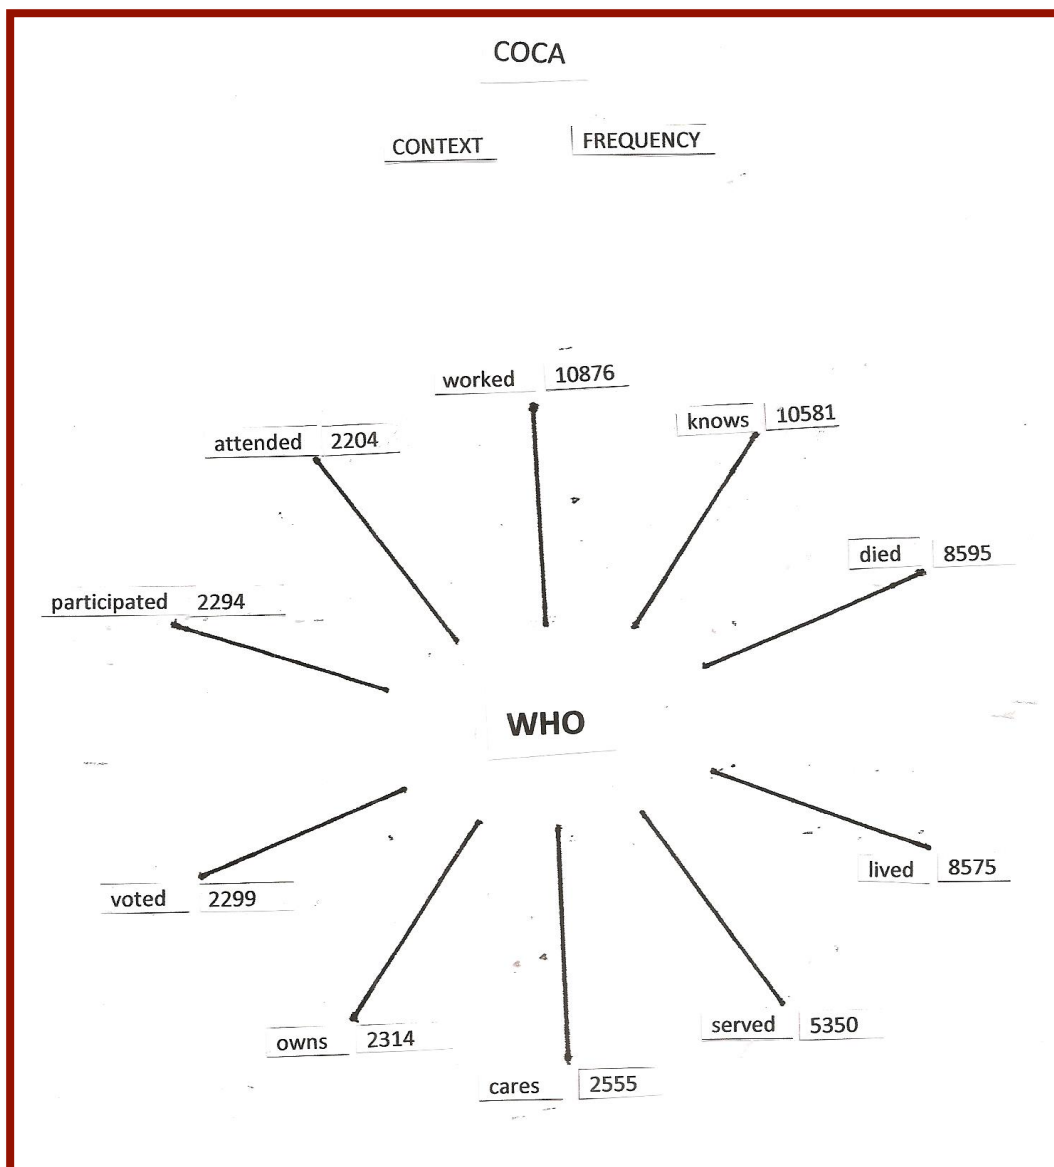 COCA
CONTEXT FREQUENCY
worked 10876
knows 10581
attended 2204
died 8595
participated 2294
WHO
lived 8575
voted 2299
served 5350
owns 2314
cares 2555